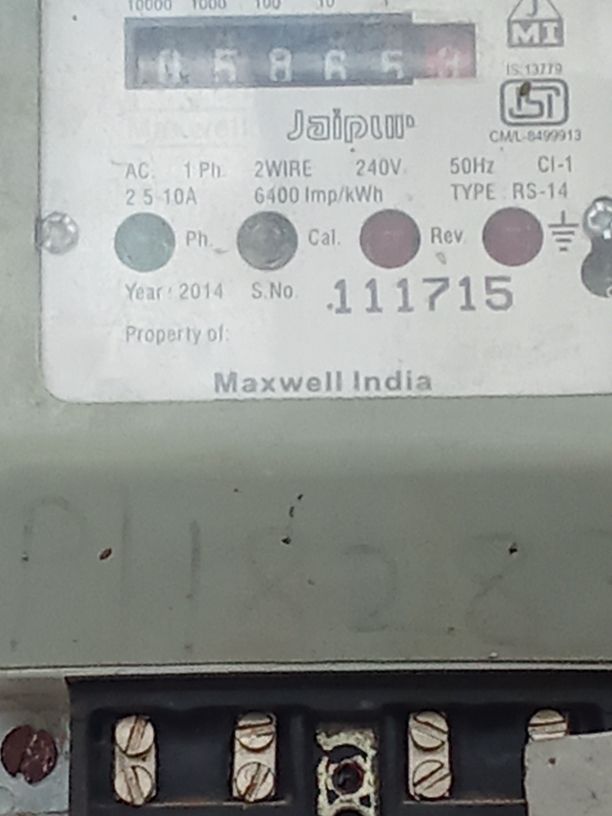 10000 1000 100 10 1
MI
IS:13779
Jaipur
CM/L-8499913
AC. 1 Ph. 2WIRE 240V 50Hz Cl-1
2.5-10A 6400 Imp/kWh TYPE : RS-14
Ph. Cal. Rev.
Year : 2014 S.No. 111715
Property of:
Maxwell India